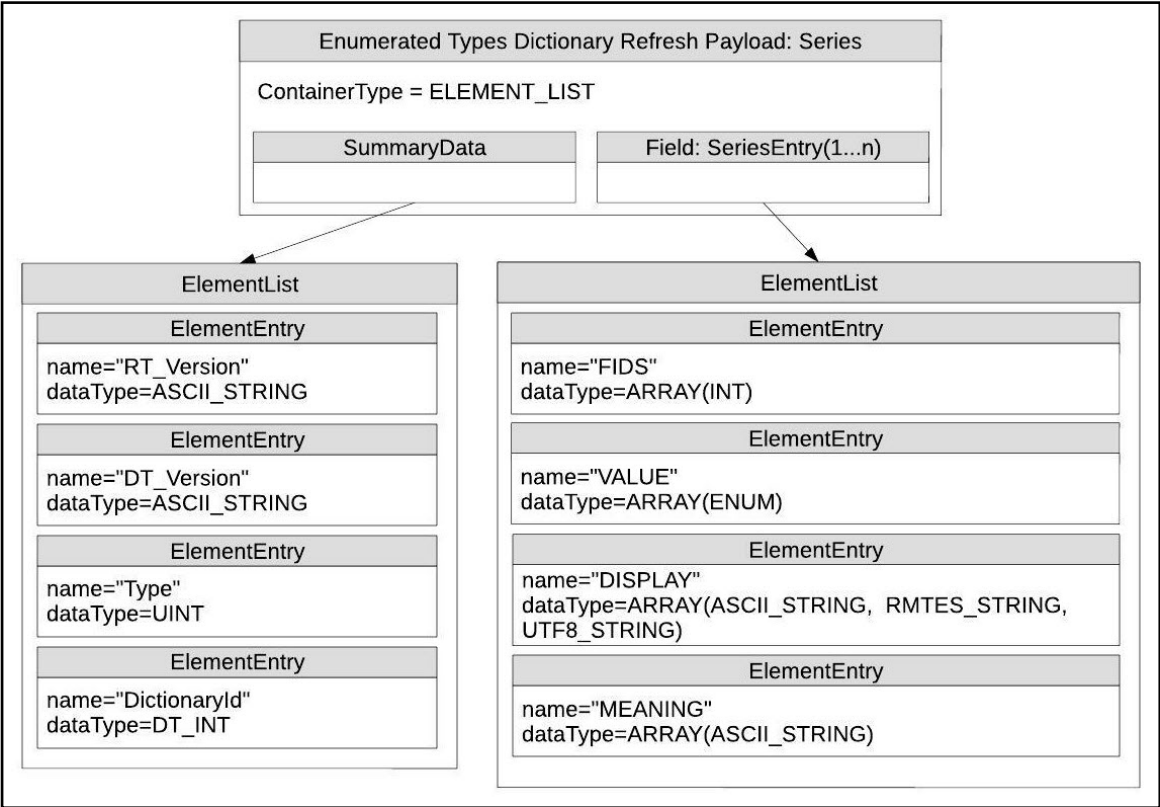 Enumerated Types Dictionary Refresh Payload: Series
ContainerType = ELEMENT_LIST
SummaryData
Field: SeriesEntry(1...n)
ElementList
ElementEntry
name="RT_Version"
dataType=ASCII_STRING
ElementEntry
name="DT_Version"
dataType=ASCII_STRING
ElementEntry
name="Type"
dataType=UINT
ElementEntry
name="DictionaryId"
dataType=DT_INT
ElementList
ElementEntry
name="FIDS"
dataType=ARRAY(INT)
ElementEntry
name="VALUE"
dataType=ARRAY(ENUM)
ElementEntry
name="DISPLAY"
dataType=ARRAY(ASCII_STRING, RMTES_STRING,
UTF8_STRING)
ElementEntry
name="MEANING"
dataType=ARRAY(ASCII_STRING)